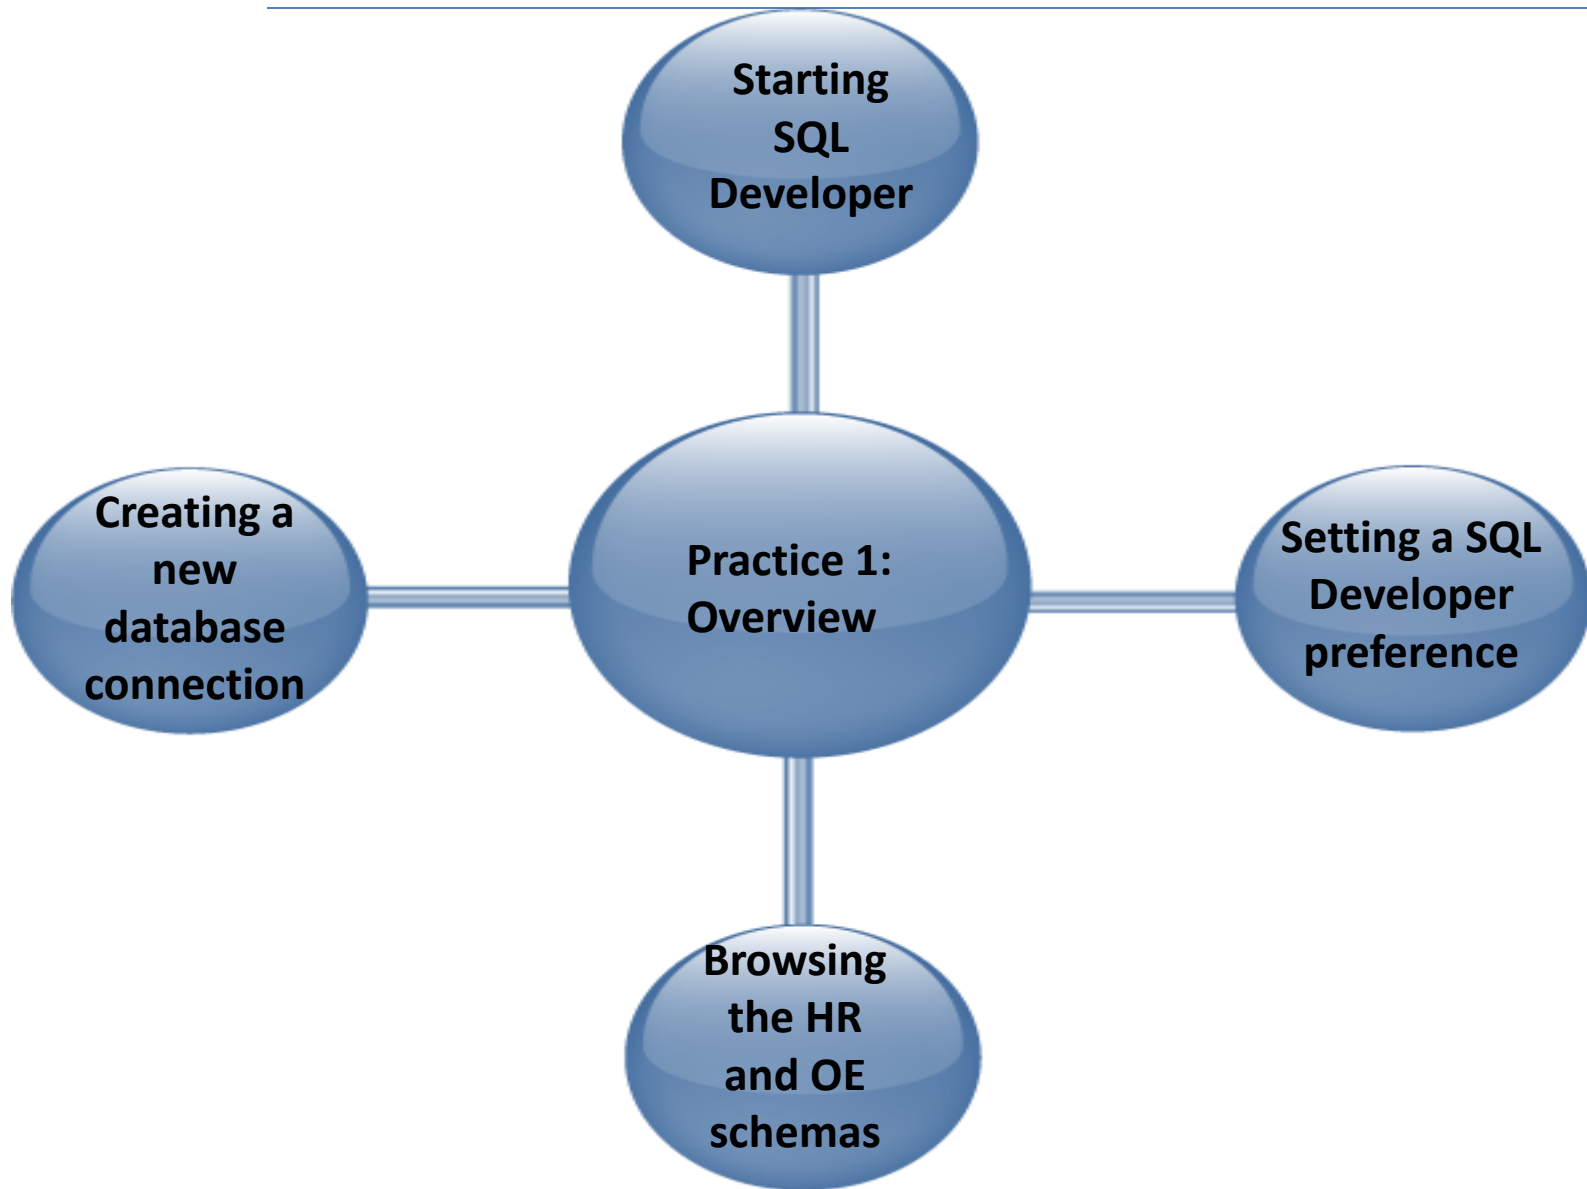 Starting
SQL
Developer
Creating a
new
database
connection
Practice 1:
Overview
Setting a SQL
Developer
preference
Browsing
the HR
and OE
schemas